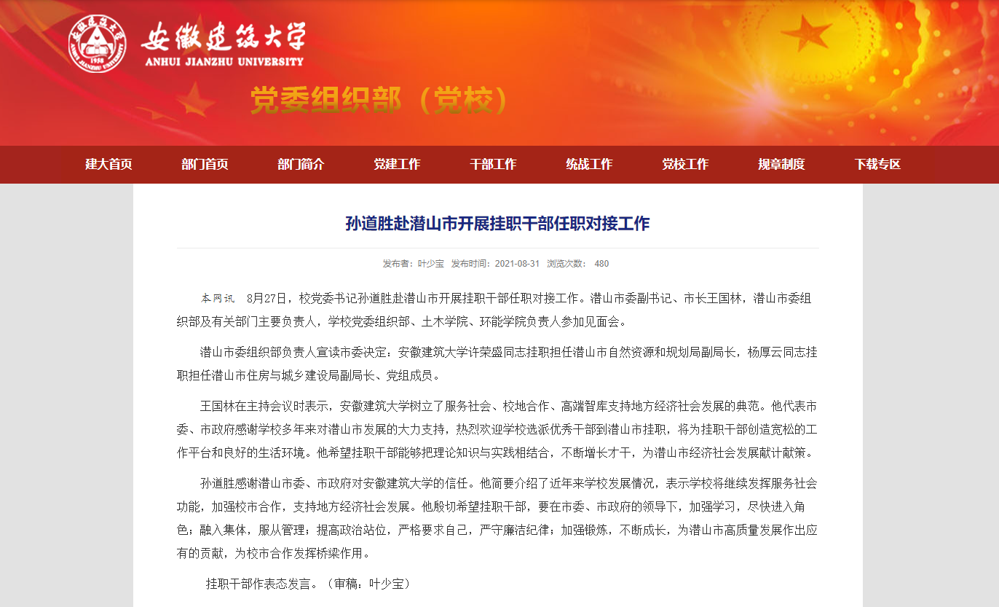 安徽建筑大学
ANHUI JIANZHU UNIVERSITY
党委组织部（党校）
建大首页 部门首页 部门简介 党建工作 干部工作 统战工作 党校工作 规章制度 下载专区
孙道胜赴潜山市开展挂职干部任职对接工作
发布者：叶少宝 发布时间：2021-08-31 浏览次数： 480
本网讯 8月27日，校党委书记孙道胜赴潜山市开展挂职干部任职对接工作。潜山市委副书记、市长王国林，潜山市委组
织部及有关部门主要负责人，学校党委组织部、土木学院、环能学院负责人参加见面会。
潜山市委组织部负责人宣读市委决定：安徽建筑大学许荣盛同志挂职担任潜山市自然资源和规划局副局长，杨厚云同志挂
职担任潜山市住房与城乡建设局副局长、党组成员。
王国林在主持会议时表示，安徽建筑大学树立了服务社会、校地合作、高端智库支持地方经济社会发展的典范。他代表市
委、市政府感谢学校多年来对潜山市发展的大力支持，热烈欢迎学校选派优秀干部到潜山市挂职，将为挂职干部创造宽松的工
作平台和良好的生活环境。他希望挂职干部能够把理论知识与实践相结合，不断增长才干，为潜山市经济社会发展献计献策。
孙道胜感谢潜山市委、市政府对安徽建筑大学的信任。他简要介绍了近年来学校发展情况，表示学校将继续发挥服务社会
功能，加强校市合作，支持地方经济社会发展。他殷切希望挂职干部，要在市委、市政府的领导下，加强学习，尽快进入角
色；融入集体，服从管理；提高政治站位，严格要求自己，严守廉洁纪律；加强锻炼，不断成长，为潜山市高质量发展作出应
有的贡献，为校市合作发挥桥梁作用。
挂职干部作表态发言。（审稿：叶少宝）